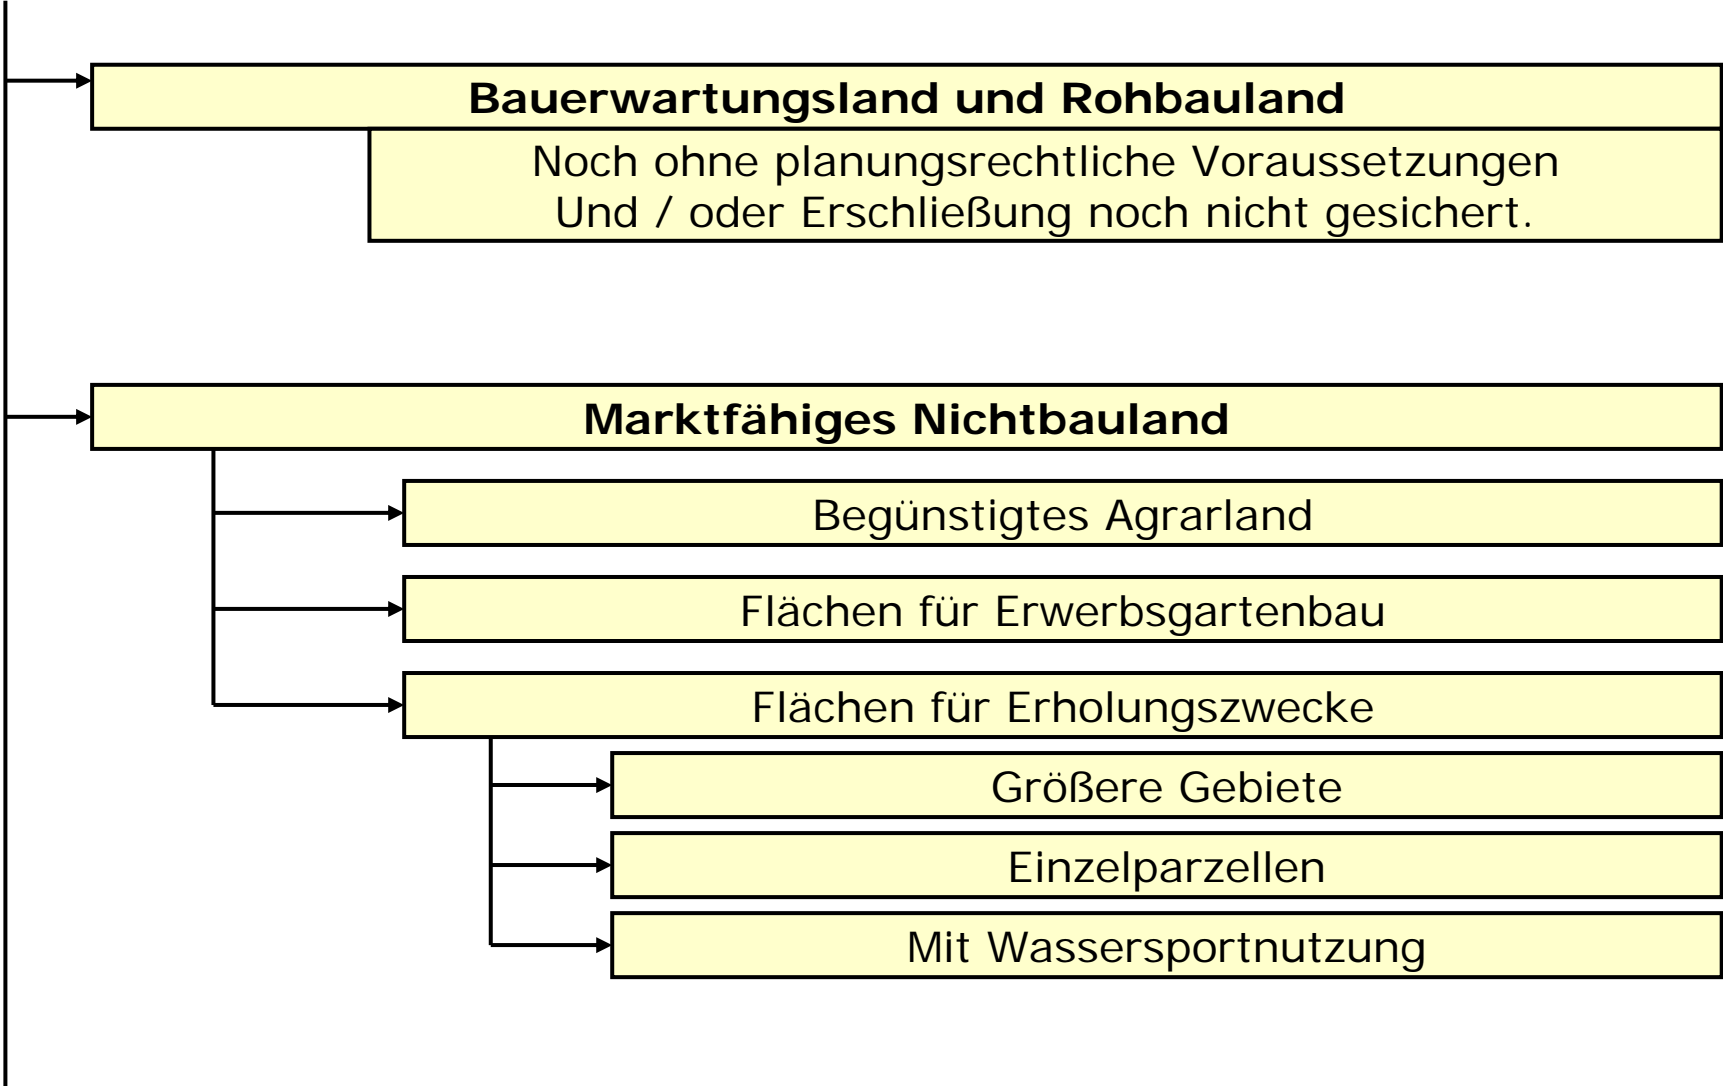 Bauerwartungsland und Rohbauland
Noch ohne planungsrechtliche Voraussetzungen
Und / oder Erschließung noch nicht gesichert.
Marktfähiges Nichtbauland
Begünstigtes Agrarland
Flächen für Erwerbsgartenbau
Flächen für Erholungszwecke
Größere Gebiete
Einzelparzellen
Mit Wassersportnutzung